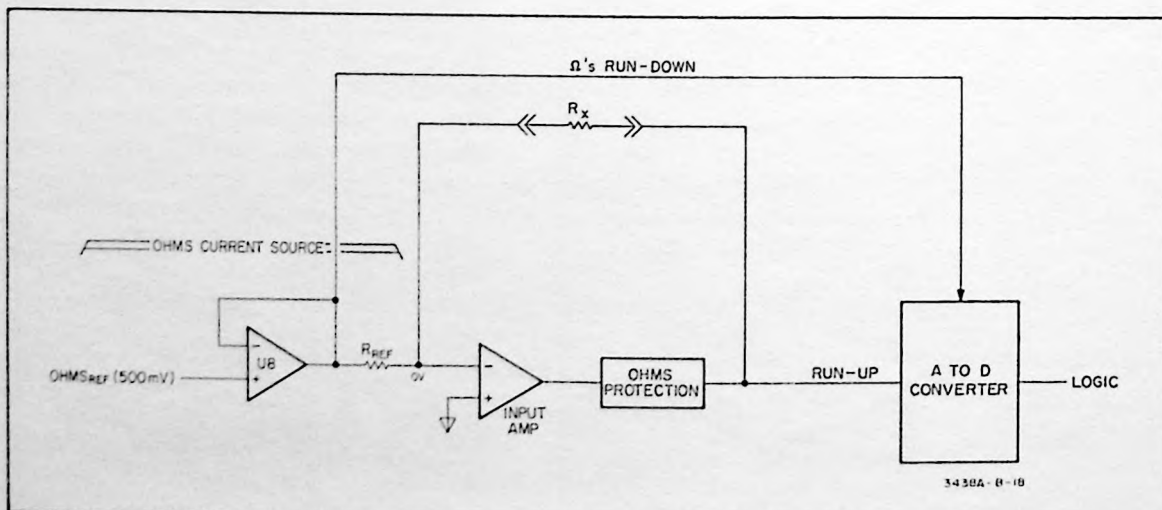 Ω's RUN-DOWN
Rx
OHMS CURRENT SOURCE
U8
RREF
OHMSREF (500mV)
0V
-
+
-
+
INPUT
AMP
OHMS
PROTECTION
RUN-UP
A TO D
CONVERTER
LOGIC
3438A-B-18